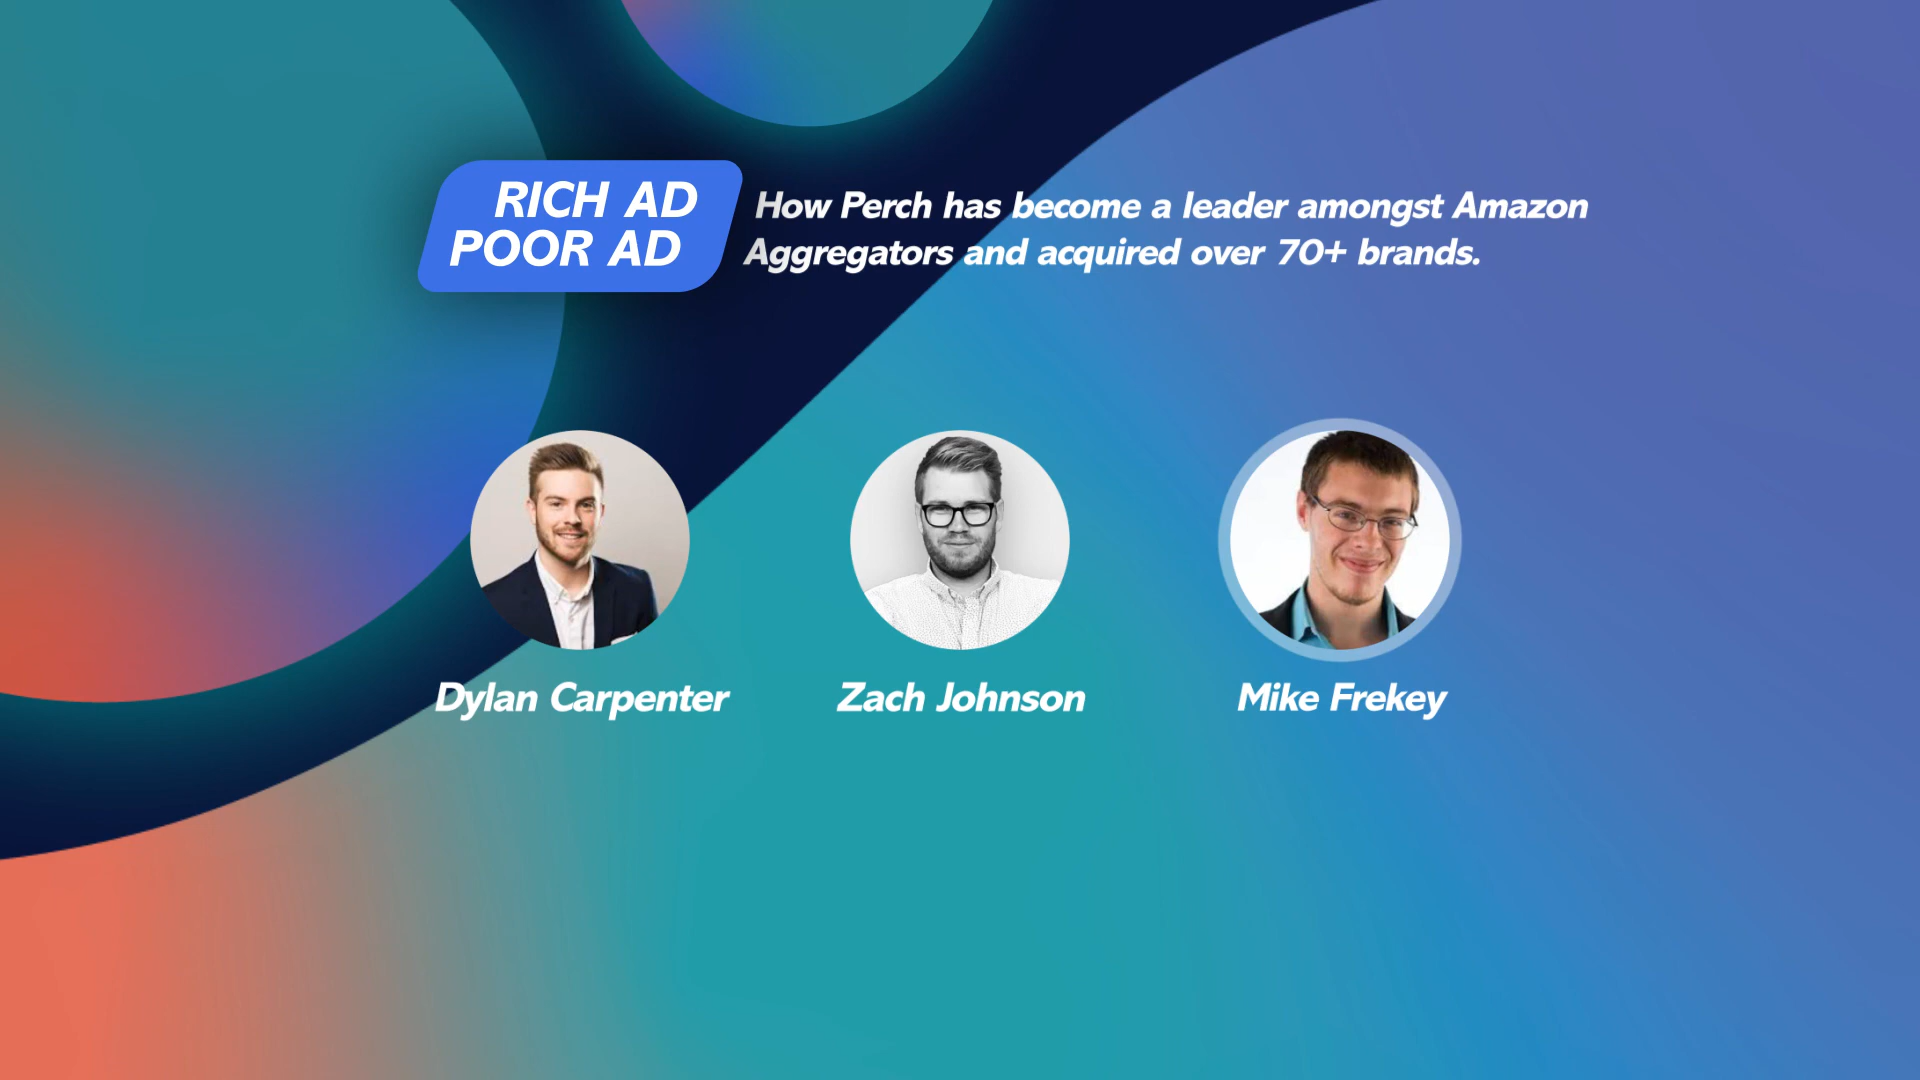 RICH AD
POOR AD
How Perch has become a leader amongst Amazon
Aggregators and acquired over 70+ brands.
Dylan Carpenter
Zach Johnson
Mike Frekey